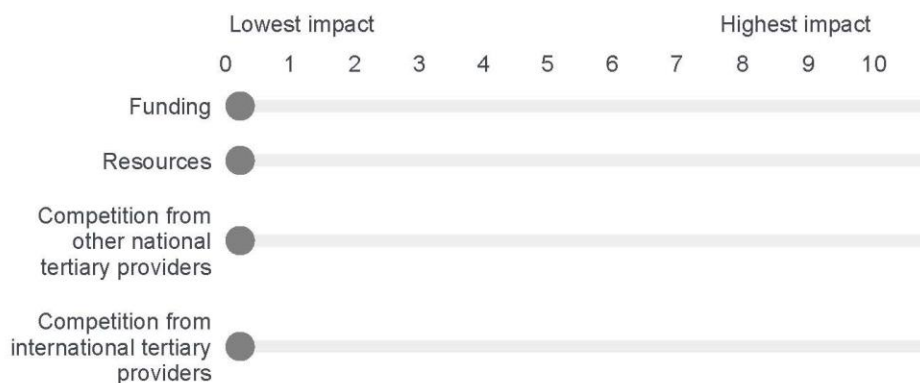 Lowest impact Highest impact
0 1 2 3 4 5 6 7 8 9 10
Funding
Resources
Competition from
other national
tertiary providers
Competition from
international tertiary
providers